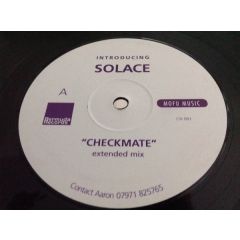 INTRODUCING
SOLACE
A
MOFU MUSIC
"CHECKMATE"
extended mix
Contact Aaron 07971 825765